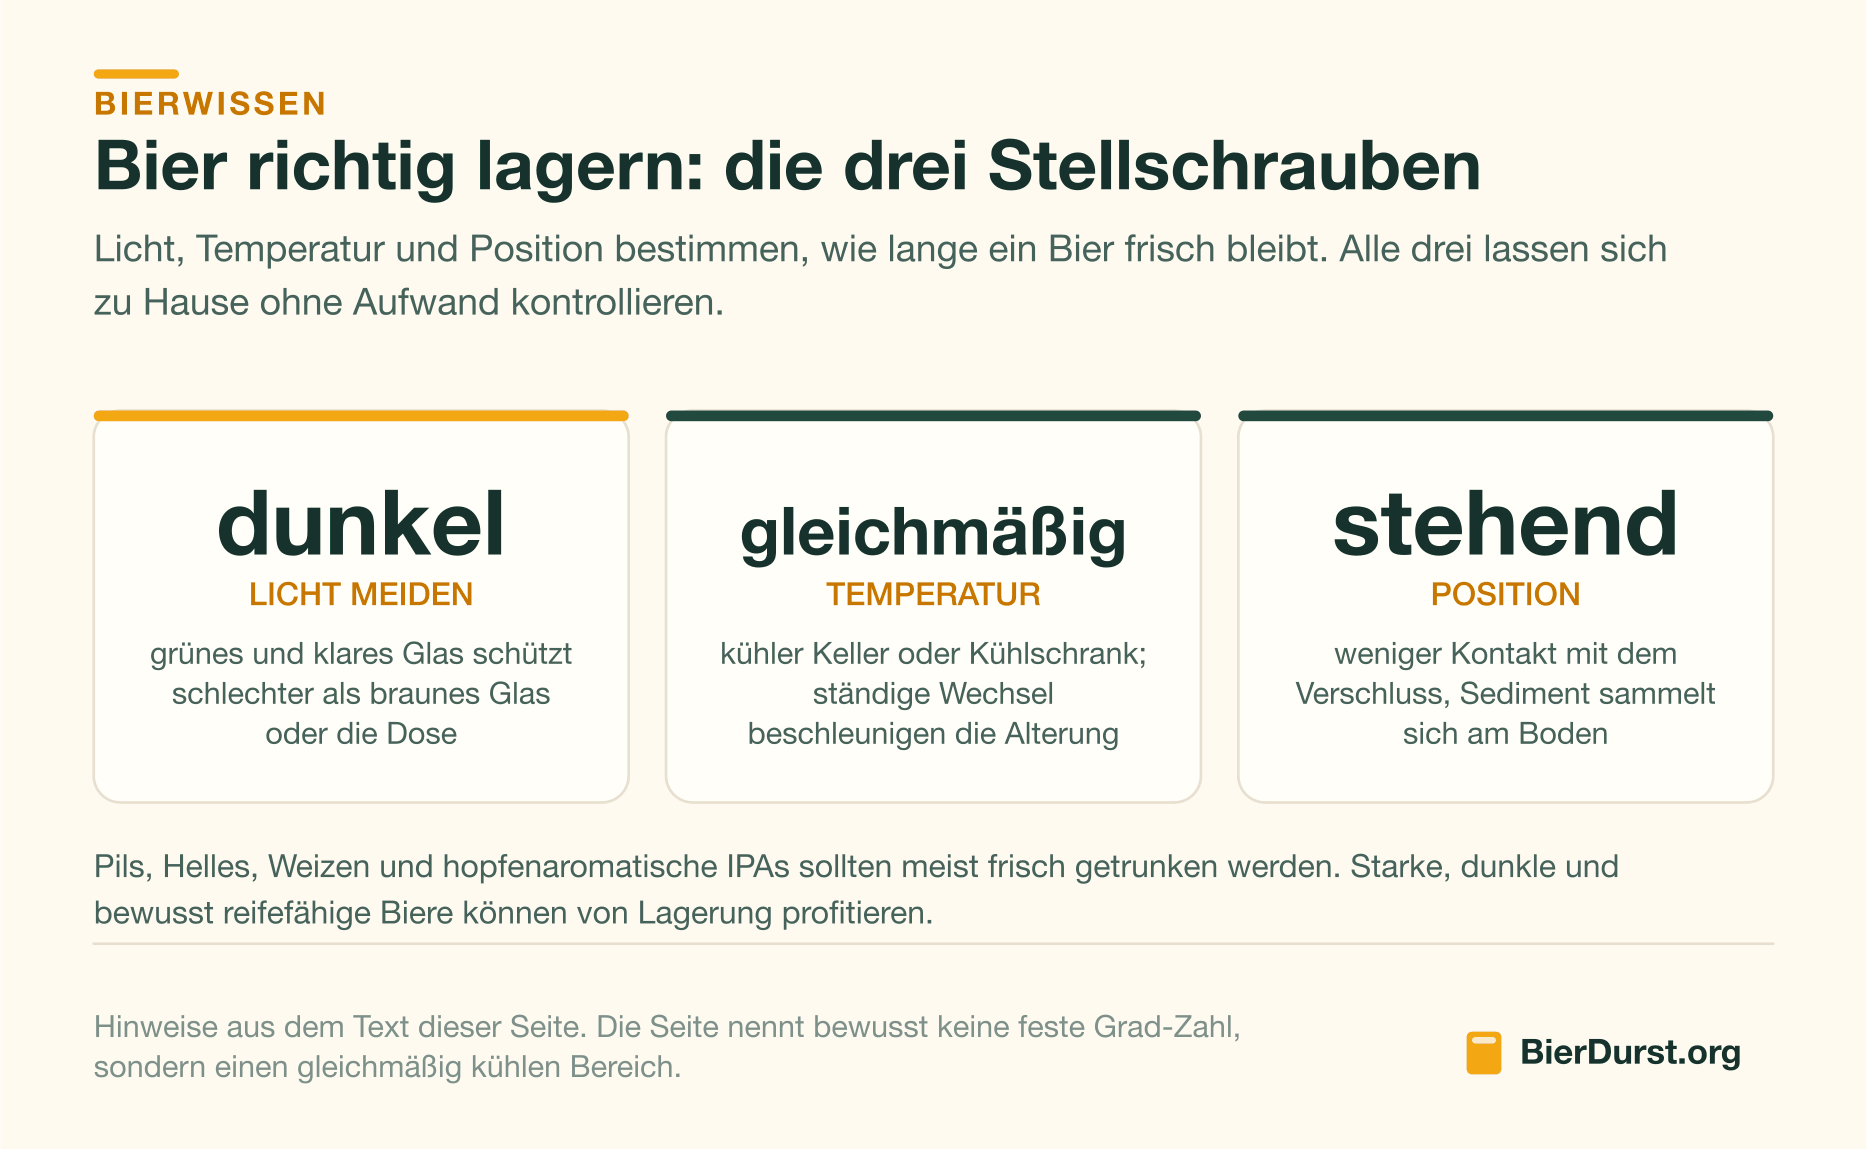 BIERWISSEN
Bier richtig lagern: die drei Stellschrauben
Licht, Temperatur und Position bestimmen, wie lange ein Bier frisch bleibt. Alle drei lassen sich
zu Hause ohne Aufwand kontrollieren.
dunkel
LICHT MEIDEN
grünes und klares Glas schützt
schlechter als braunes Glas
oder die Dose
gleichmäßig
TEMPERATUR
kühler Keller oder Kühlschrank;
ständige Wechsel
beschleunigen die Alterung
stehend
POSITION
weniger Kontakt mit dem
Verschluss, Sediment sammelt
sich am Boden
Pils, Helles, Weizen und hopfenaromatische IPAs sollten meist frisch getrunken werden. Starke, dunkle und
bewusst reifefähige Biere können von Lagerung profitieren.
Hinweise aus dem Text dieser Seite. Die Seite nennt bewusst keine feste Grad-Zahl,
sondern einen gleichmäßig kühlen Bereich.
BierDurst.org